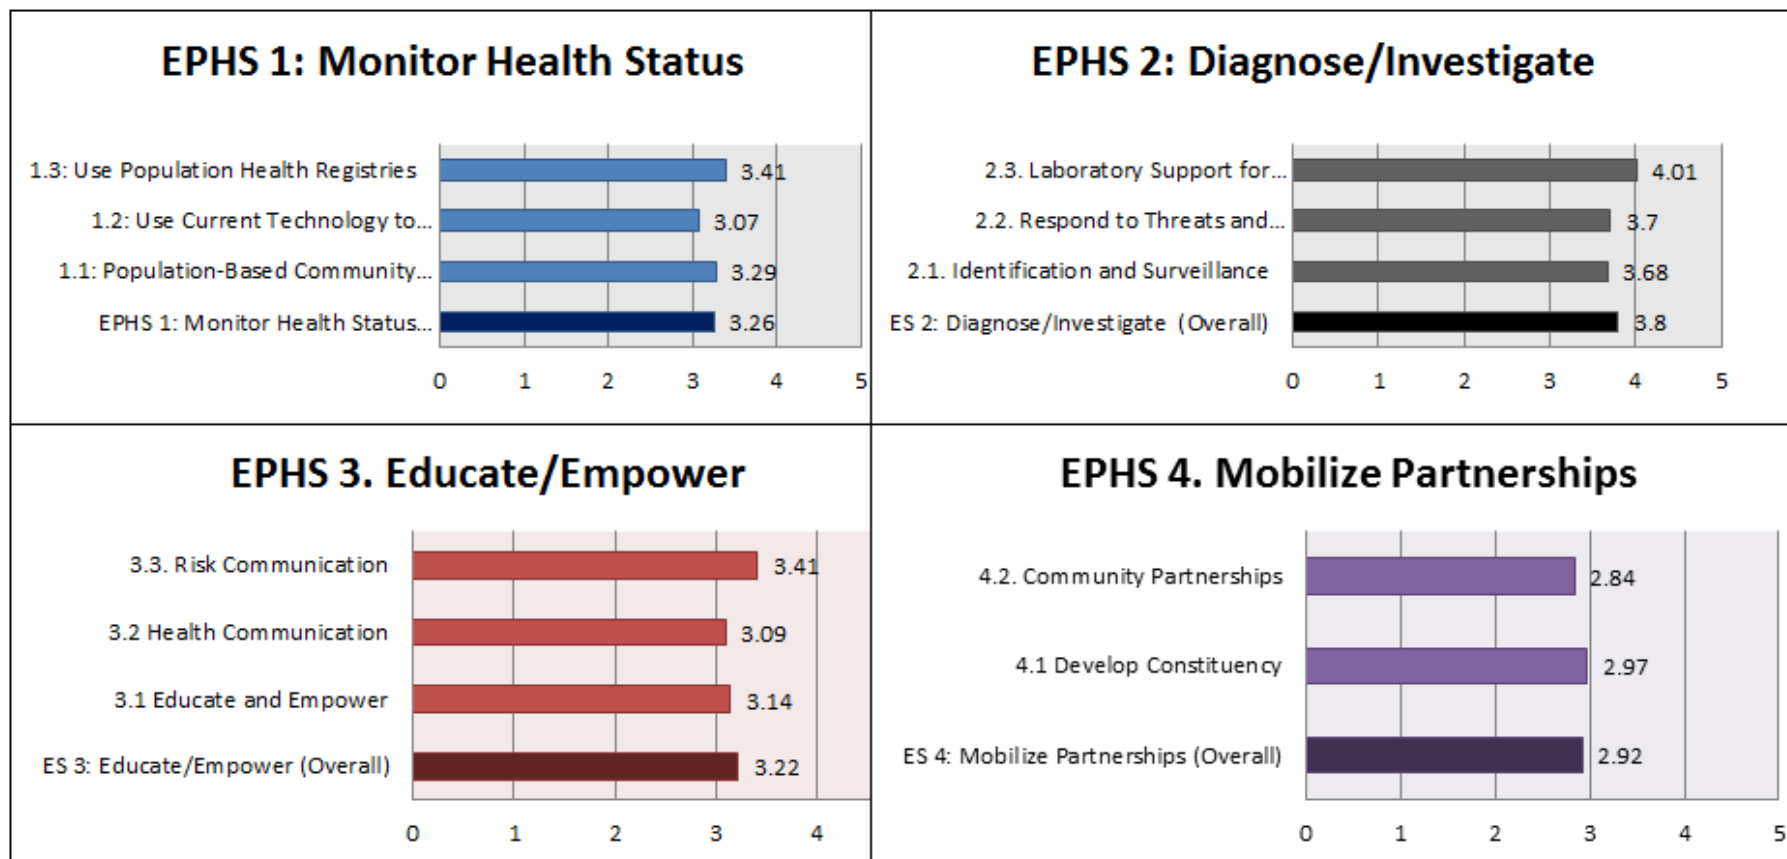 EPHS 1: Monitor Health Status
1.3: Use Population Health Registries 3.41
1.2: Use Current Technology to... 3.07
1.1: Population-Based Community... 3.29
EPHS 1: Monitor Health Status... 3.26
0 1 2 3 4 5
EPHS 2: Diagnose/Investigate
2.3. Laboratory Support for... 4.01
2.2. Respond to Threats and... 3.7
2.1. Identification and Surveillance 3.68
ES 2: Diagnose/Investigate (Overall) 3.8
0 1 2 3 4 5
EPHS 3. Educate/Empower
3.3. Risk Communication 3.41
3.2 Health Communication 3.09
3.1 Educate and Empower 3.14
ES 3: Educate/Empower (Overall) 3.22
0 1 2 3 4
EPHS 4. Mobilize Partnerships
4.2. Community Partnerships 2.84
4.1 Develop Constituency 2.97
ES 4: Mobilize Partnerships (Overall) 2.92
0 1 2 3 4 5